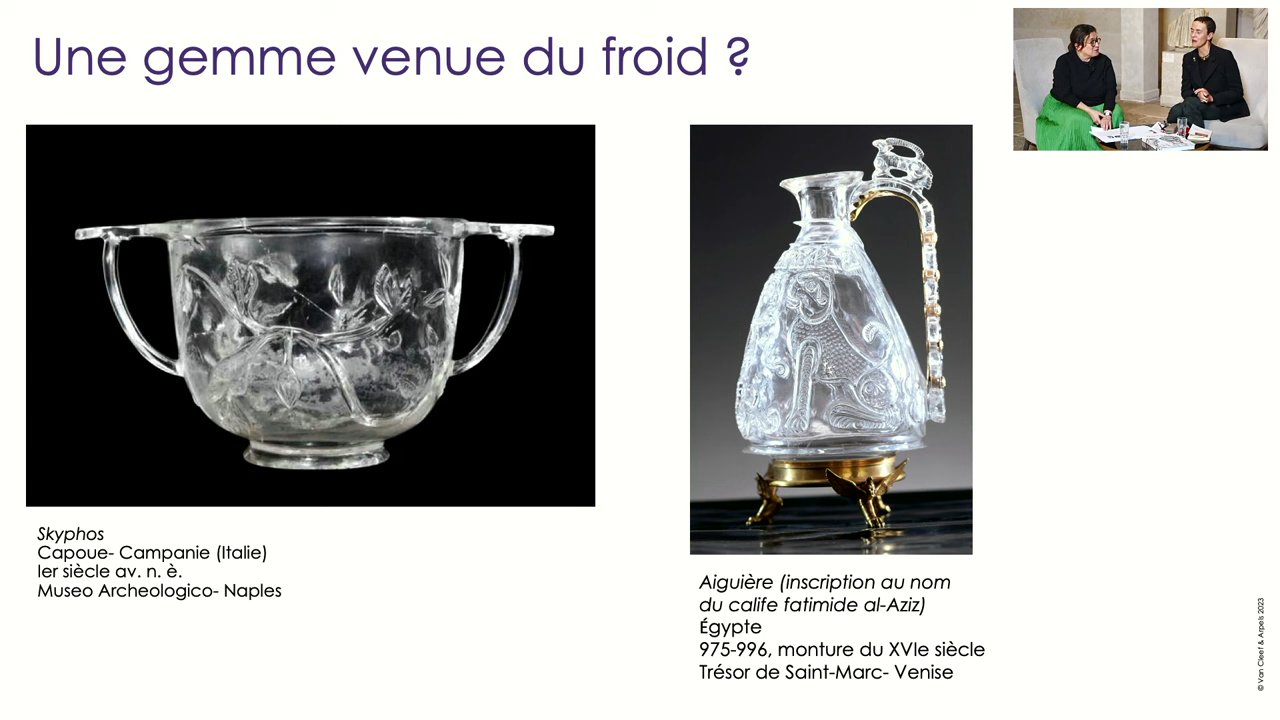 Une gemme venue du froid ?
Skyphos
Capoue- Campanie (Italie)
Ier siècle av. n. è.
Museo Archeologico- Naples
Aiguière (inscription au nom
du calife fatimide al-Aziz)
Égypte
975-996, monture du XVIe siècle
Trésor de Saint-Marc- Venise
© Van Cleef & Arpels 2023